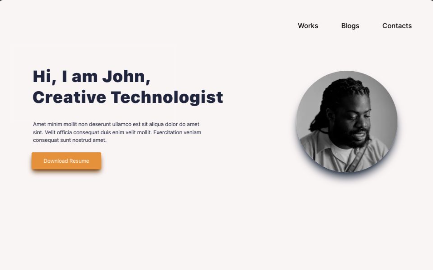 Works
Blogs
Contacts
Hi, I am John,
Creative Technologist
Amet minim mollit non deserunt ullamco est sit aliqua dolor do amet
sint. Velit officia consequat duis enim velit mollit. Exercitation veniam
consequat sunt nostrud amet.
Download Resume